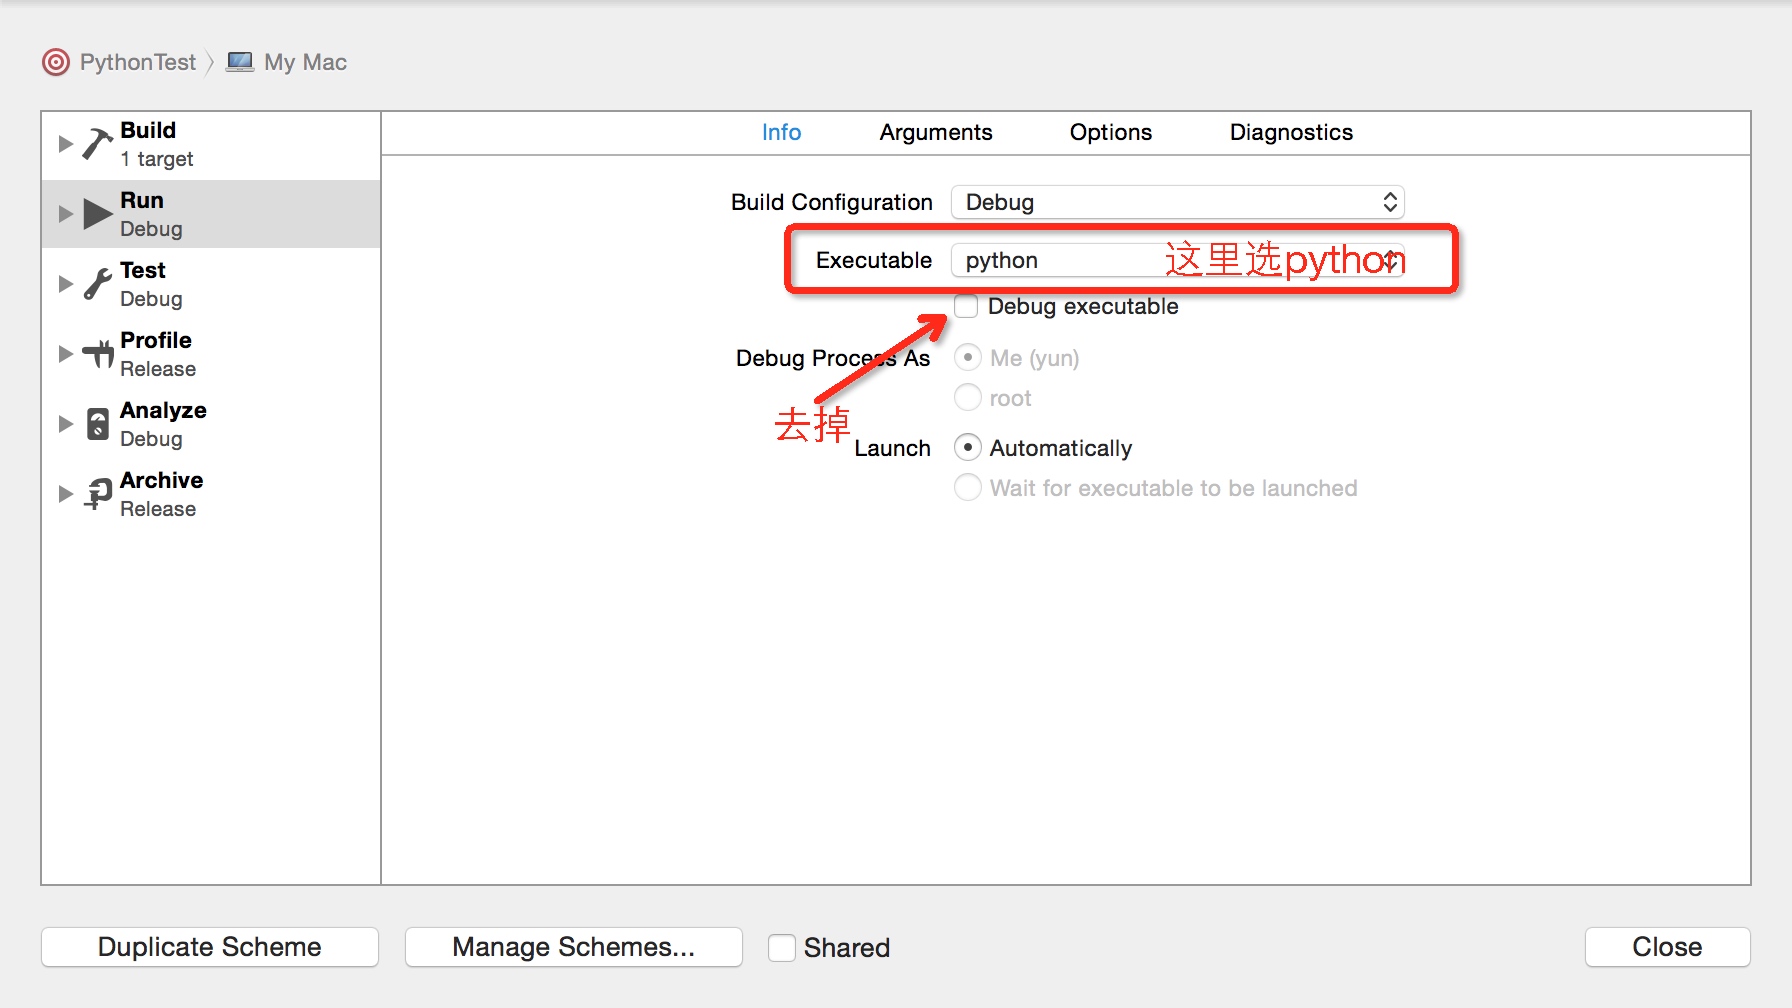 PythonTest 〉 My Mac
Build
1 target
Run
Debug
Test
Debug
Profile
Release
Analyze
Debug
Archive
Release
Info Arguments Options Diagnostics
Build Configuration Debug
Executable python 这里选python
Debug executable
Debug Process As Me (yun)
root
去掉
Launch Automatically
Wait for executable to be launched
Duplicate Scheme Manage Schemes... Shared Close